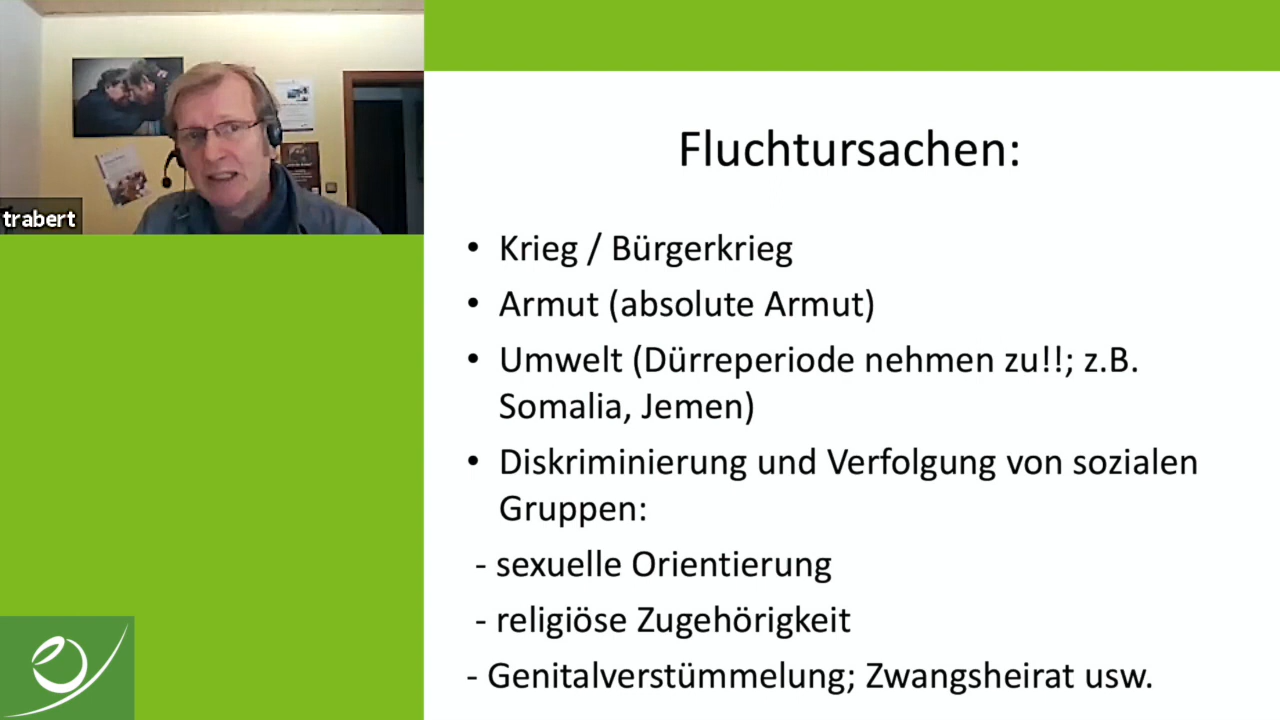 trabert
Fluchtursachen:
• Krieg / Bürgerkrieg
• Armut (absolute Armut)
• Umwelt (Dürreperiode nehmen zu!!; z.B.
Somalia, Jemen)
• Diskriminierung und Verfolgung von sozialen
Gruppen:
- sexuelle Orientierung
- religiöse Zugehörigkeit
- Genitalverstümmelung; Zwangsheirat usw.